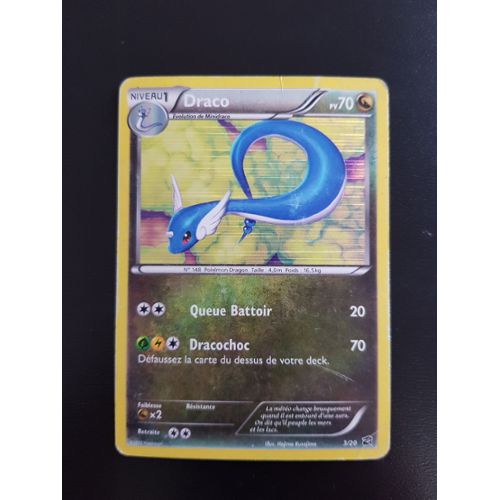 NIVEAU 1
Draco
PV70
Évolution de Minidraco
N° 148 Pokémon Dragon Taille : 4,0m Poids : 16,5kg
Queue Battoir 20
Dracochoc 70
Défaussez la carte du dessus de votre deck.
Faiblesse
Résistance
x2
Retraite
La météo change brusquement
quand il est entouré d'une aura.
On dit qu'il peuple les mers
et les lacs.
Illus. Hajime Kusajima
3/20